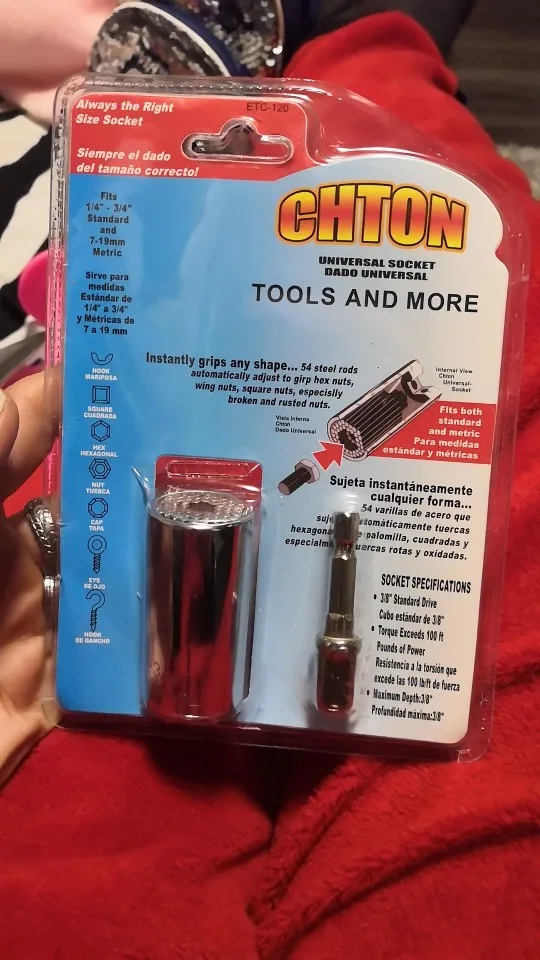 Always the Right
Size Socket
ETC-120
Siempre el dado
del tamaño correcto!
Fits
1/4" - 3/4"
Standard
and
7-19mm
Metric
Sirve para
medidas
Estándar de
1/4" a 3/4"
y Métricas de
7 a 19 mm
CHTON
UNIVERSAL SOCKET
DADO UNIVERSAL
TOOLS AND MORE
Instantly grips any shape... 54 steel rods
automatically adjust to girp hex nuts,
wing nuts, square nuts, especislly
broken and rusted nuts.
Internal View
Chton
Universal-
Socket
Vista Interna
Chton
Dado Universal
Fits both
standard
and metric
Para medidas
estándar y métricas
HOOK
MARIPOSA
SQUARE
CUADRADA
HEX
HEXAGONAL
NUT
TUERCA
CAP
TAPA
EYE
DE OJO
HOOK
DE GANCHO
Sujeta instantáneamente
cualquier forma...
54 varillas de acero que
automáticamente tuercas
palomilla, cuadradas y
tuercas rotas y oxidadas.
SOCKET SPECIFICATIONS
• 3/8" Standard Drive
Cubo estándar de 3/8"
• Torque Exceeds 100 ft
Pounds of Power
Resistencia a la torsión que
excede las 100 lb/ft de fuerza
• Maximum Depth:3/8"
Profundidad máxima:3/8"